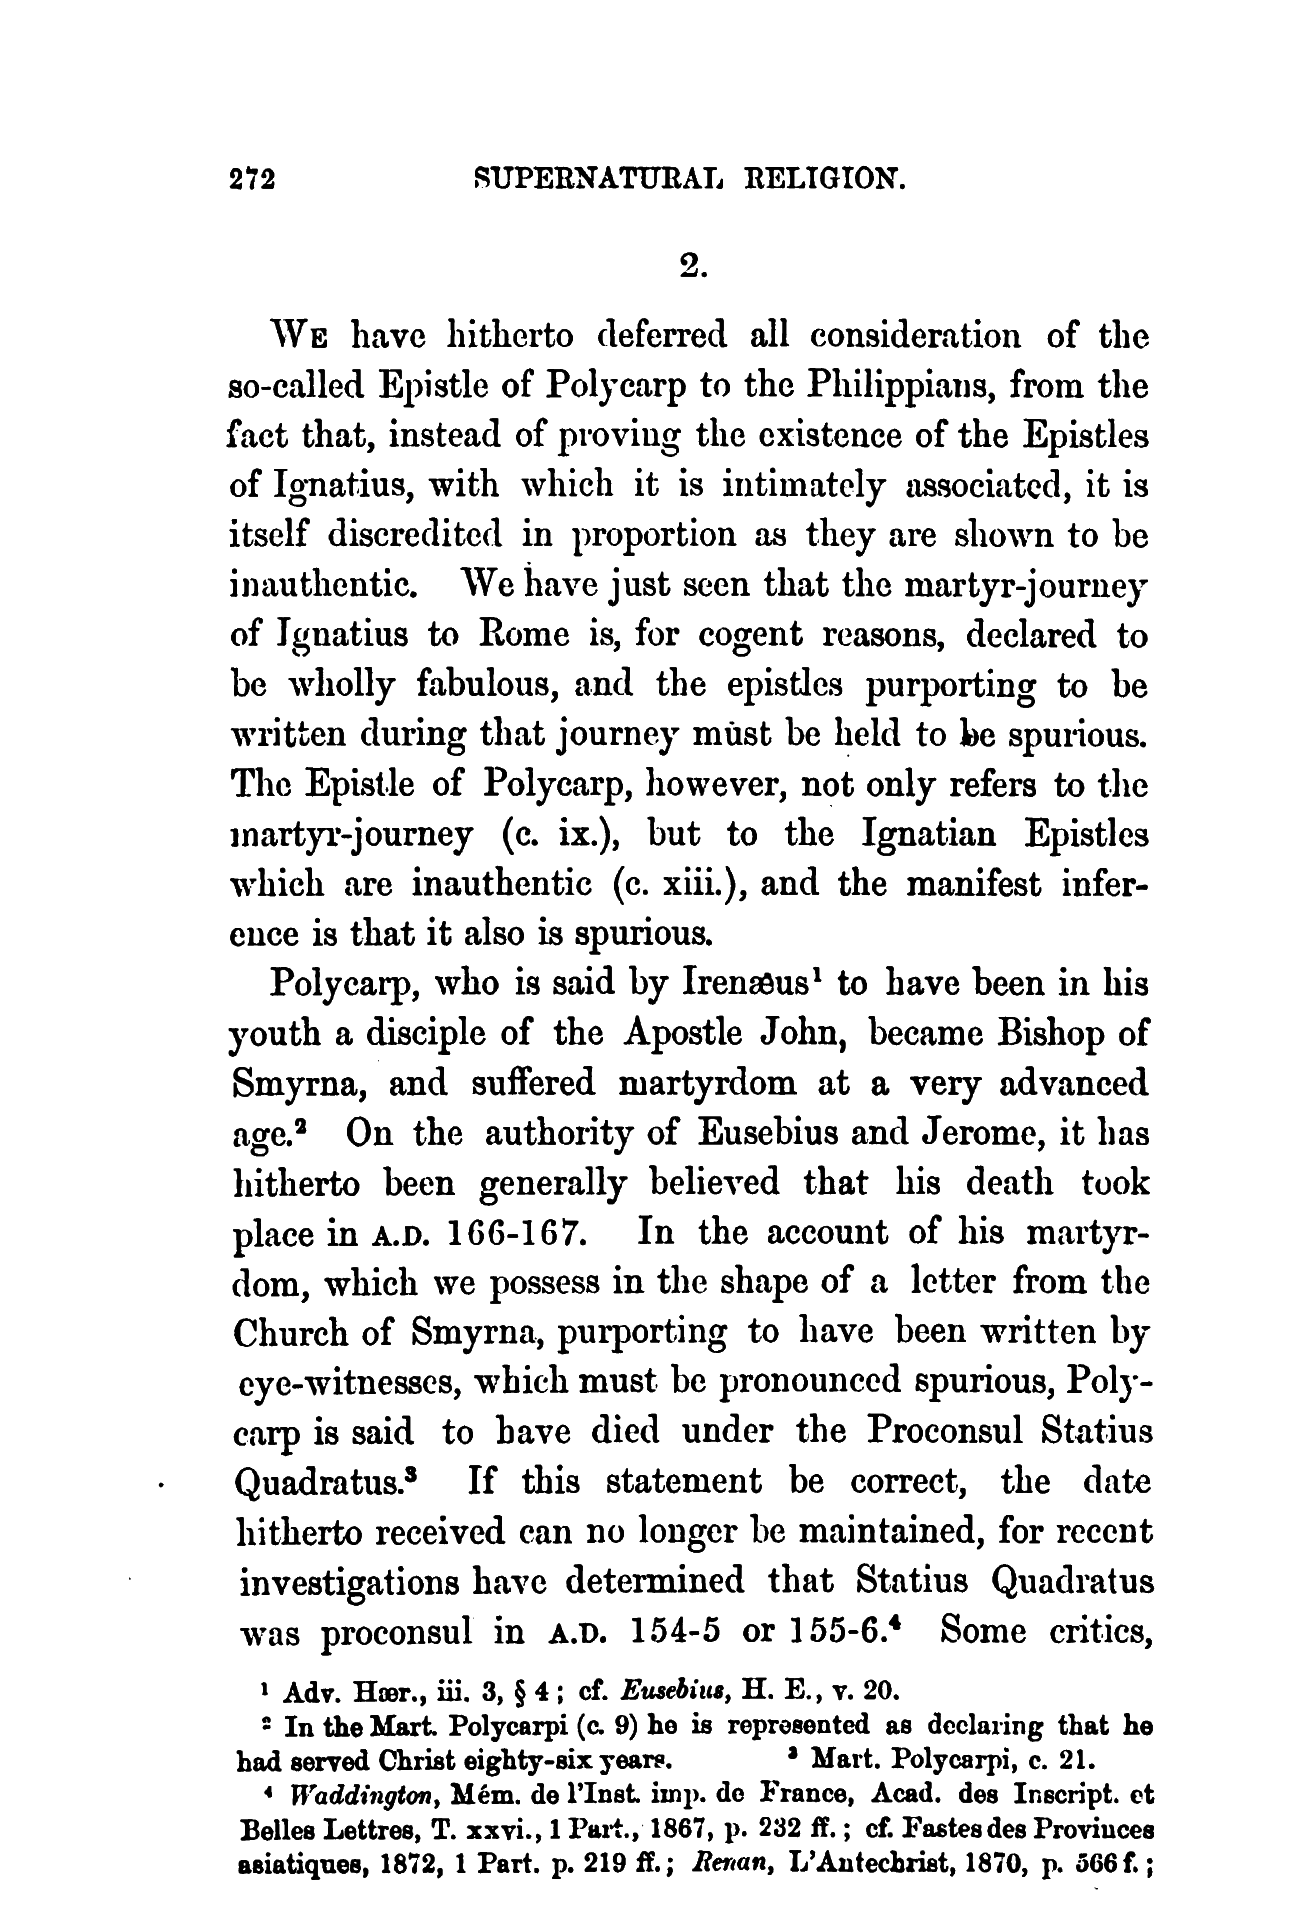 272 SUPERNATURAL RELIGION.
2.
WE have hitherto deferred all consideration of the
so-called Epistle of Polycarp to the Philippians, from the
fact that, instead of proving the existence of the Epistles
of Ignatius, with which it is intimately associated, it is
itself discredited in proportion as they are shown to be
inauthentic. We have just seen that the martyr-journey
of Ignatius to Rome is, for cogent reasons, declared to
be wholly fabulous, and the epistles purporting to be
written during that journey must be held to be spurious.
The Epistle of Polycarp, however, not only refers to the
martyr-journey (c. ix.), but to the Ignatian Epistles
which are inauthentic (c. xiii.), and the manifest infer-
ence is that it also is spurious.
Polycarp, who is said by Irenæus¹ to have been in his
youth a disciple of the Apostle John, became Bishop of
Smyrna, and suffered martyrdom at a very advanced
age.² On the authority of Eusebius and Jerome, it has
hitherto been generally believed that his death took
place in A.D. 166-167. In the account of his martyr-
dom, which we possess in the shape of a letter from the
Church of Smyrna, purporting to have been written by
eye-witnesses, which must be pronounced spurious, Poly-
carp is said to have died under the Proconsul Statius
Quadratus.³ If this statement be correct, the date
hitherto received can no longer be maintained, for recent
investigations have determined that Statius Quadratus
was proconsul in A.D. 154-5 or 155-6.⁴ Some critics,
¹ Adv. Hær., iii. 3, § 4; cf. Eusebius, H. E., v. 20.
² In the Mart. Polycarpi (c. 9) he is represented as declaring that he
had served Christ eighty-six years. ³ Mart. Polycarpi, c. 21.
⁴ Waddington, Mém. de l'Inst. imp. de France, Acad. des Inscript. et
Belles Lettres, T. xxvi., 1 Part., 1867, p. 232 ff.; cf. Fastes des Provinces
asiatiques, 1872, 1 Part. p. 219 ff.; Renan, L'Antechrist, 1870, p. 566 f.;